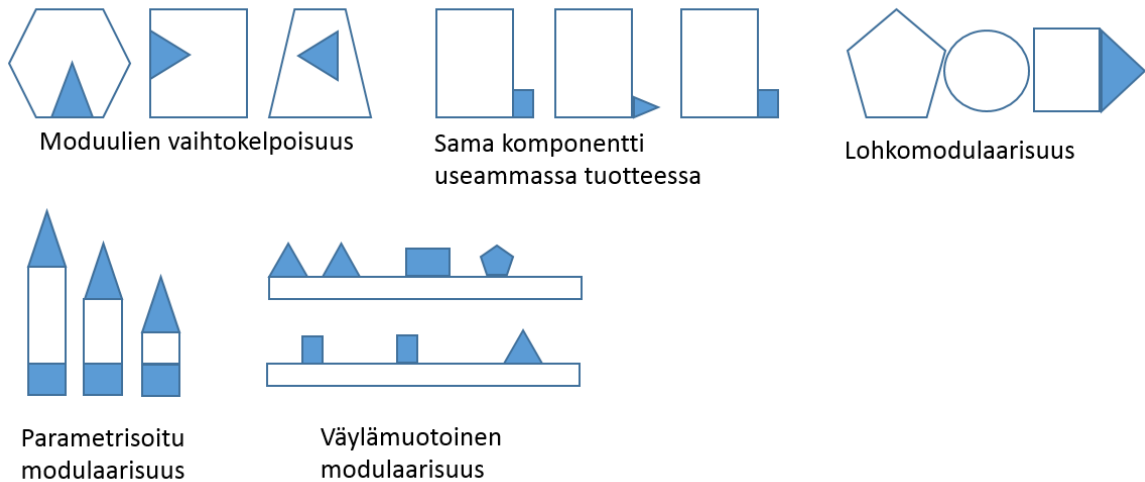 Moduulien vaihtokelpoisuus
Sama komponentti
useammassa tuotteessa
Lohkomodulaarisuus
Parametrisoitu
modulaarisuus
Väylämuotoinen
modulaarisuus